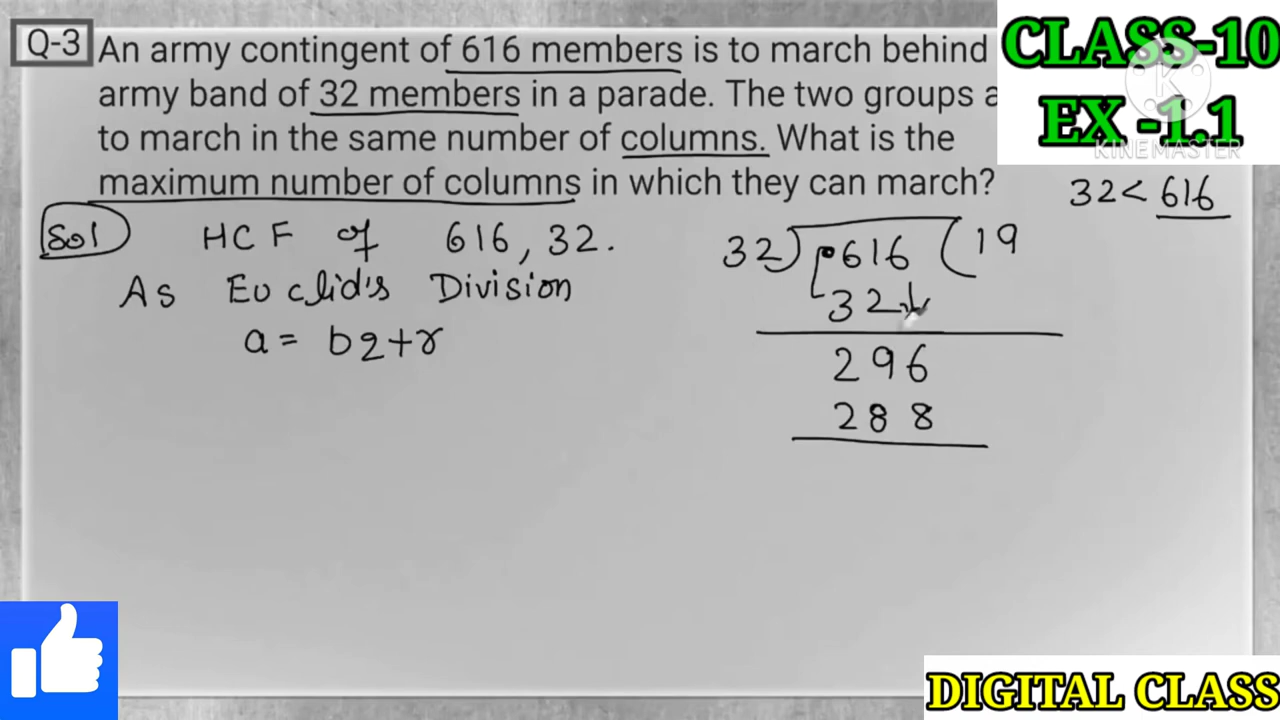 Q-3 An army contingent of 616 members is to march behind
army band of 32 members in a parade. The two groups
to march in the same number of columns. What is the
maximum number of columns in which they can march?
CLASS-10
EX -1.1
K
KINEMASTER
32 < 616
Sol HCF of 616, 32.
As Euclid's Division
a = bq+r
32) 616 (19
32
296
288
DIGITAL CLASS